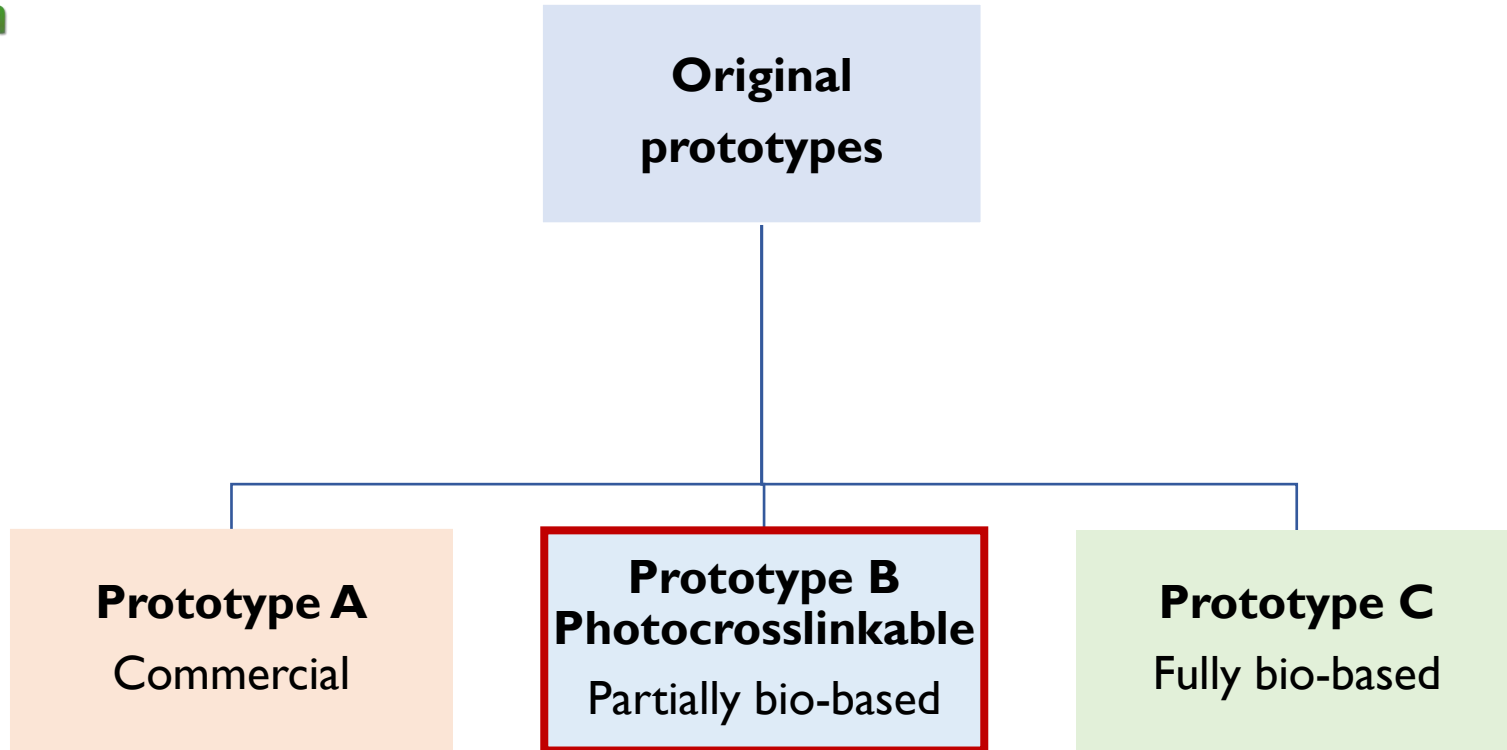 Original
prototypes
Prototype A
Commercial
Prototype B
Photocrosslinkable
Partially bio-based
Prototype C
Fully bio-based